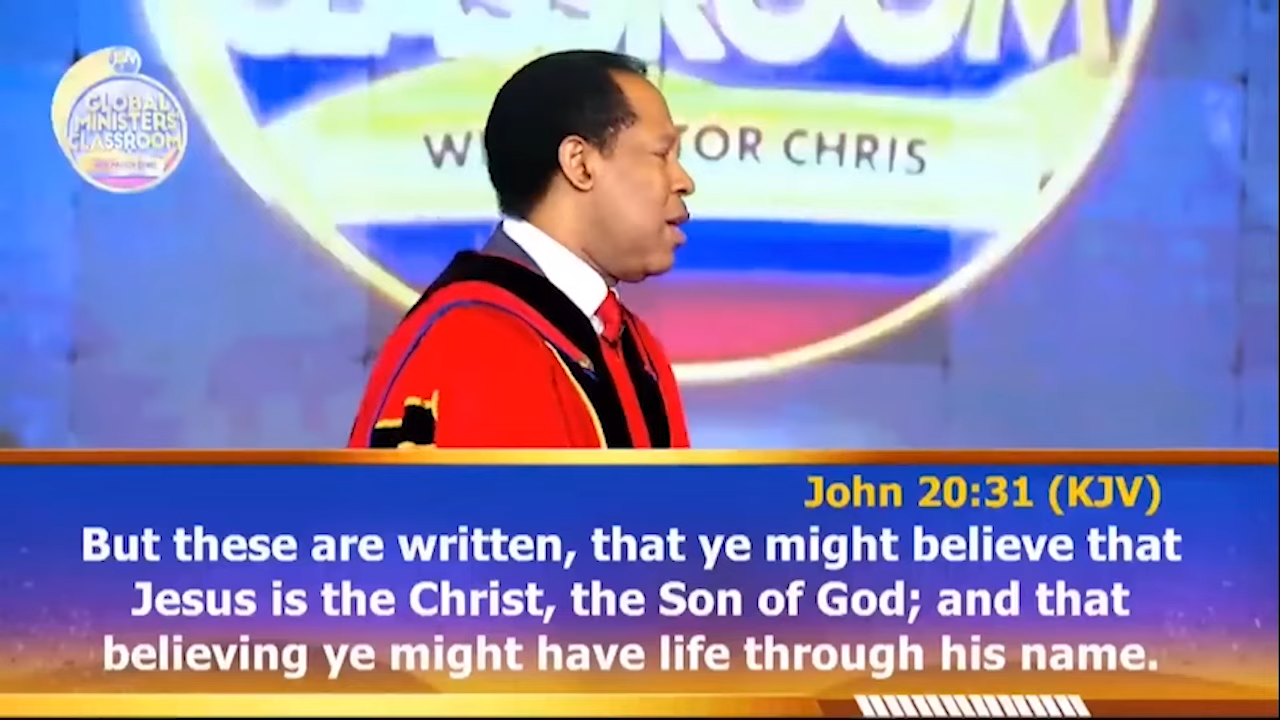 CLASSROOM
TOR CHRIS
GLOBAL
MINISTERS'
CLASSROOM
John 20:31 (KJV)
But these are written, that ye might believe that
Jesus is the Christ, the Son of God; and that
believing ye might have life through his name.